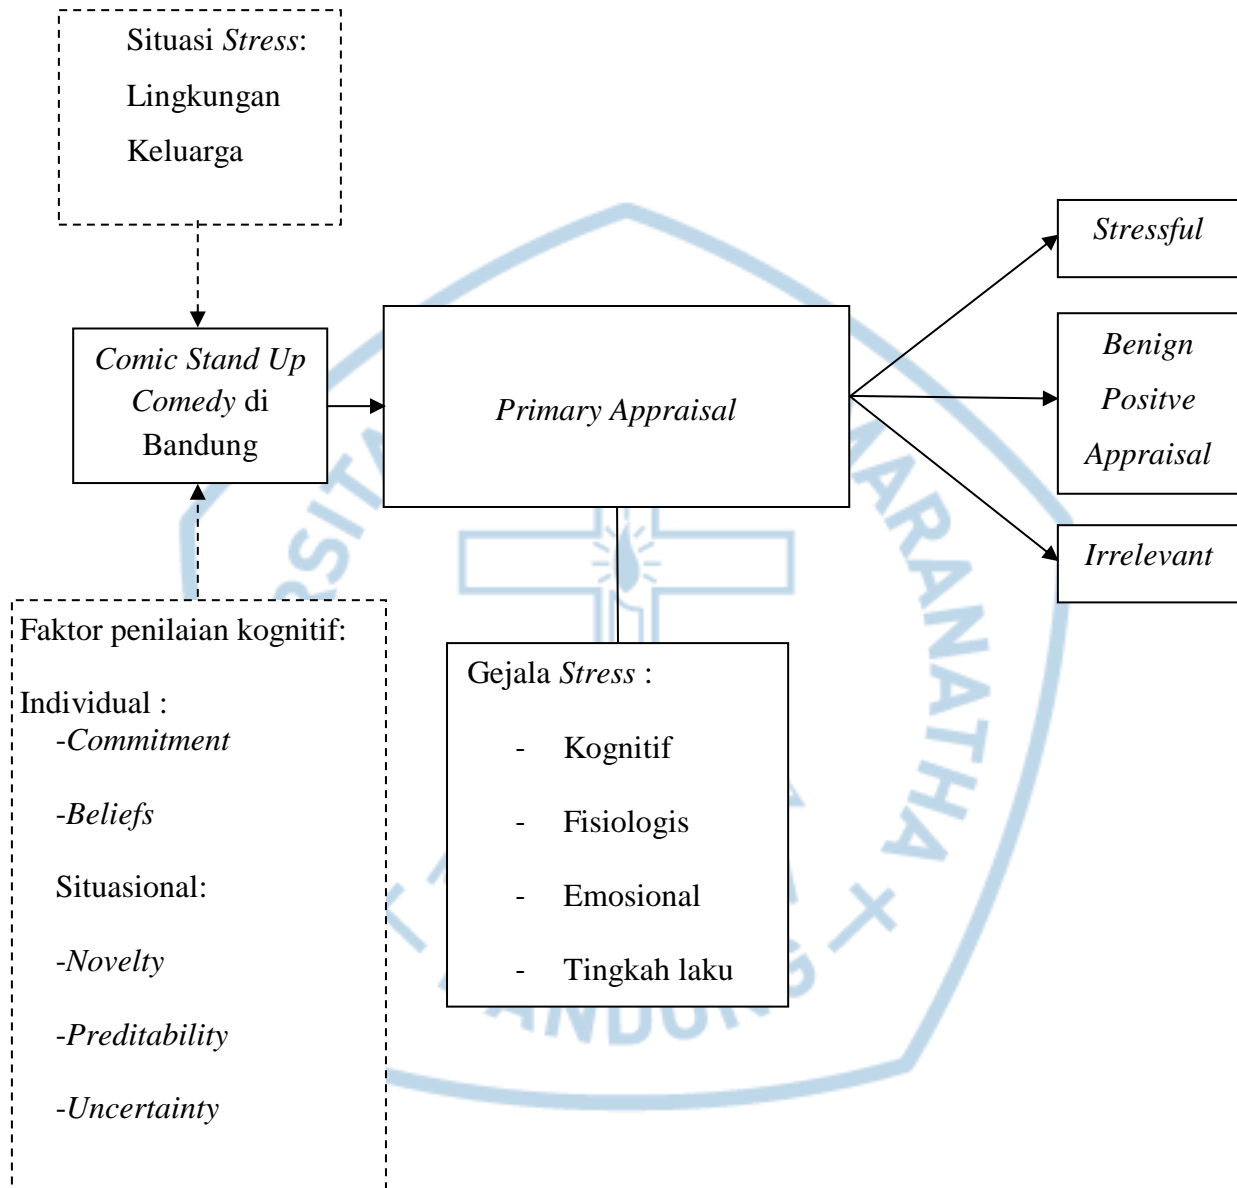 Situasi Stress:
Lingkungan
Keluarga
Stressful
Comic Stand Up
Comedy di
Bandung
Primary Appraisal
Benign
Positve
Appraisal
Irrelevant
Faktor penilaian kognitif:
Individual :
-Commitment
-Beliefs
Situasional:
-Novelty
-Preditability
-Uncertainty
Gejala Stress :
- Kognitif
- Fisiologis
- Emosional
- Tingkah laku
MARANATHA